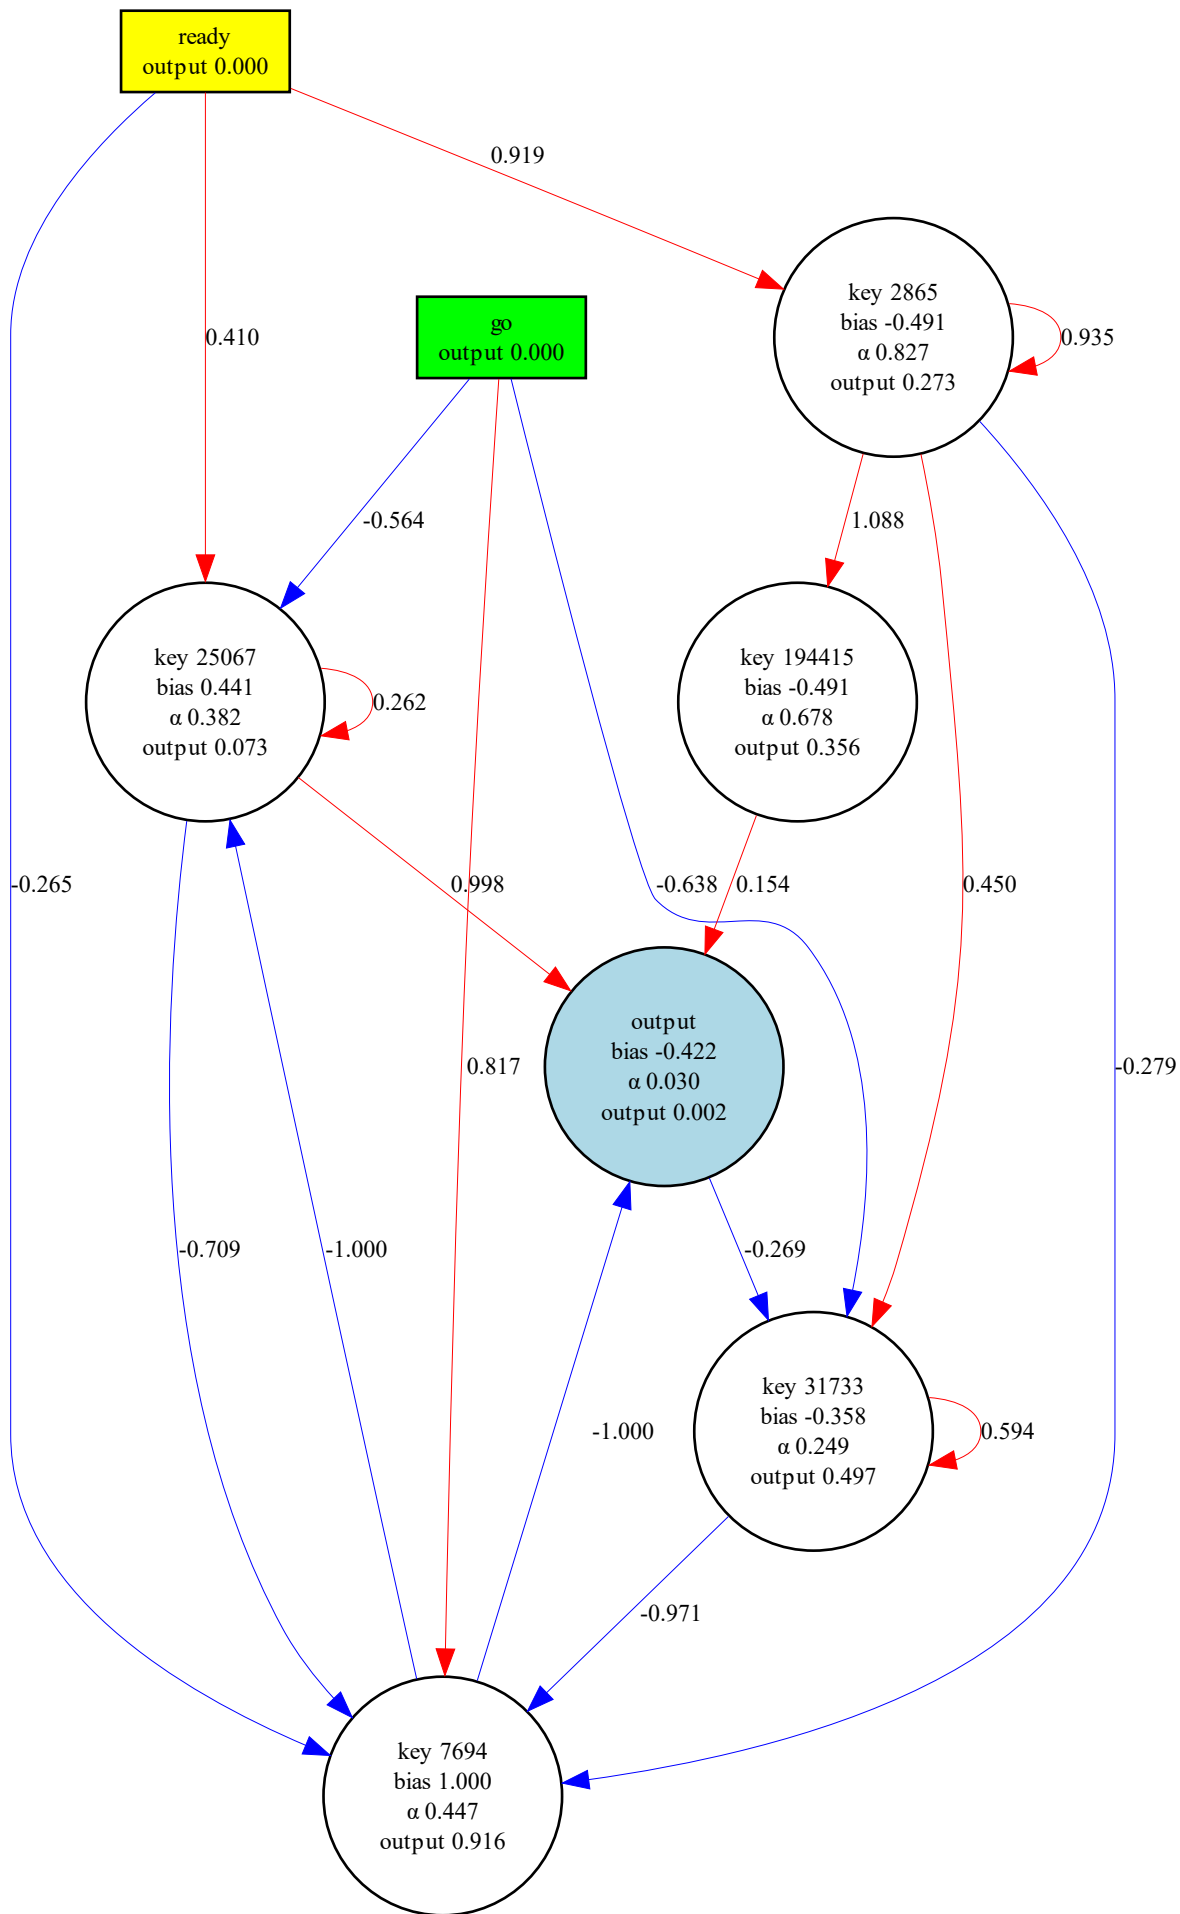 ready
output 0.000
0.919
key 2865
bias -0.491
α 0.827
output 0.273
0.935
0.410
go
output 0.000
-0.564
1.088
key 25067
bias 0.441
α 0.382
output 0.073
0.262
key 194415
bias -0.491
α 0.678
output 0.356
-0.265
0.998
-0.638
0.154
0.450
output
bias -0.422
α 0.030
output 0.002
0.817
-0.279
-0.709
-1.000
-0.269
-1.000
key 31733
bias -0.358
α 0.249
output 0.497
0.594
-0.971
key 7694
bias 1.000
α 0.447
output 0.916